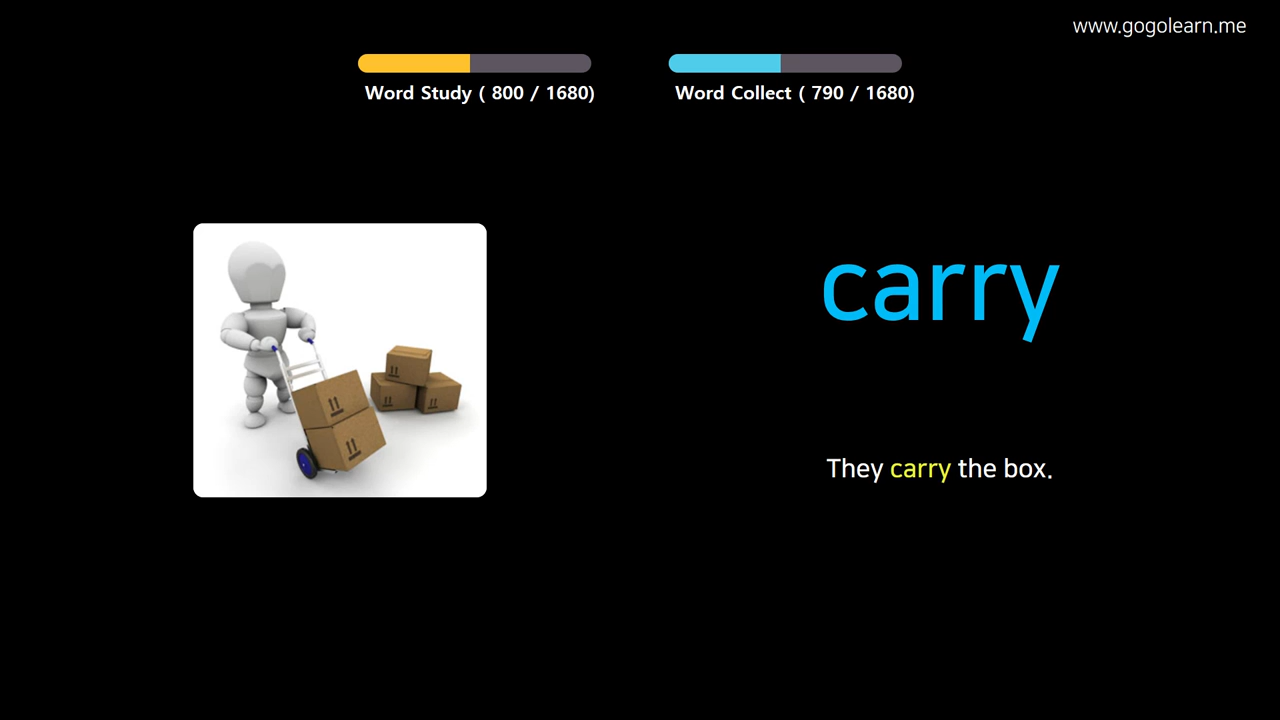 www.gogolearn.me
Word Study ( 800 / 1680)
Word Collect ( 790 / 1680)
carry
They carry the box.